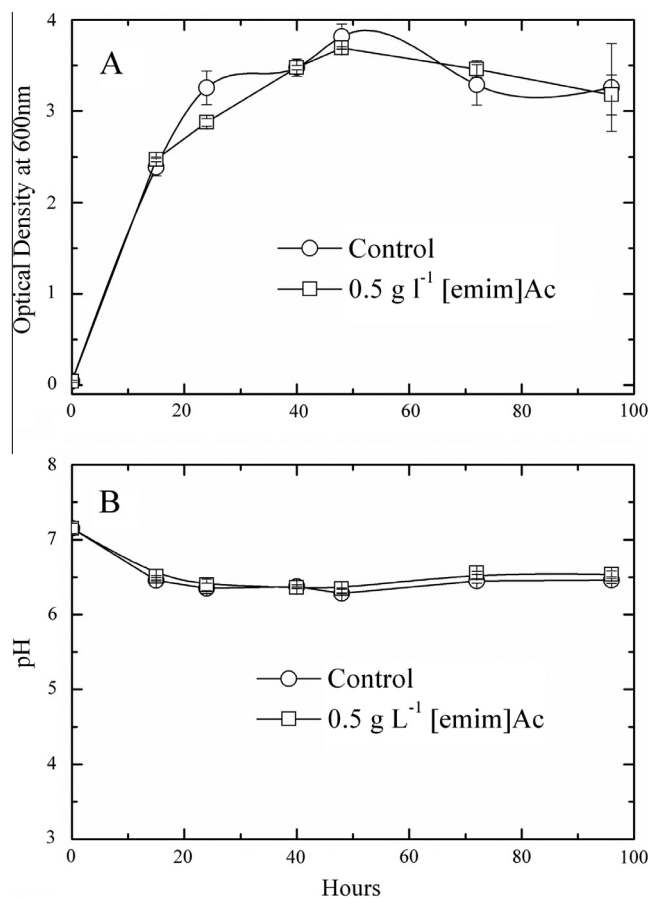 A
Optical Density at 600nm
4
3
2
1
0
Control
0.5 g l⁻¹ [emim]Ac
0 20 40 60 80 100
B
pH
8
7
6
5
4
3
Control
0.5 g L⁻¹ [emim]Ac
0 20 40 60 80 100
Hours